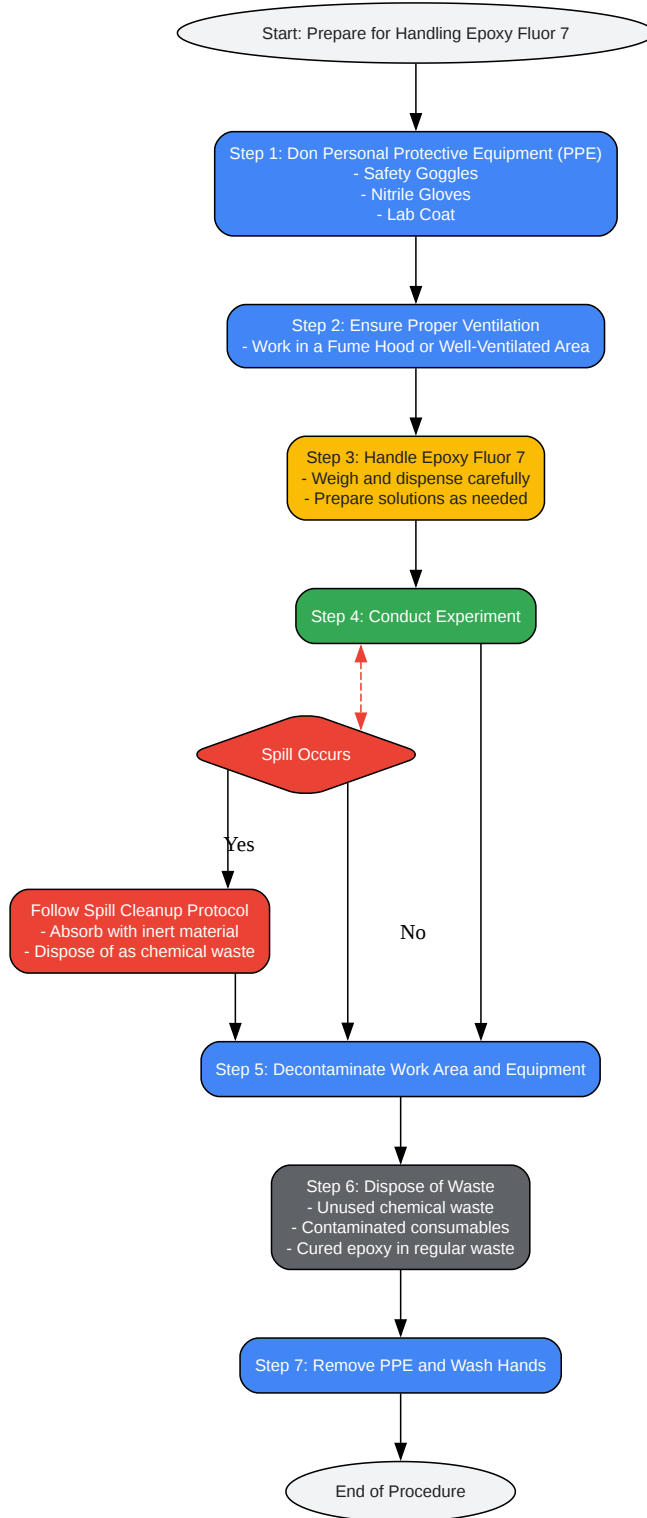 Start: Prepare for Handling Epoxy Fluor 7
Step 1: Don Personal Protective Equipment (PPE)
- Safety Goggles
- Nitrile Gloves
- Lab Coat
Step 2: Ensure Proper Ventilation
- Work in a Fume Hood or Well-Ventilated Area
Step 3: Handle Epoxy Fluor 7
- Weigh and dispense carefully
- Prepare solutions as needed
Step 4: Conduct Experiment
Spill Occurs
Yes
Follow Spill Cleanup Protocol
- Absorb with inert material
- Dispose of as chemical waste
No
Step 5: Decontaminate Work Area and Equipment
Step 6: Dispose of Waste
- Unused chemical waste
- Contaminated consumables
- Cured epoxy in regular waste
Step 7: Remove PPE and Wash Hands
End of Procedure